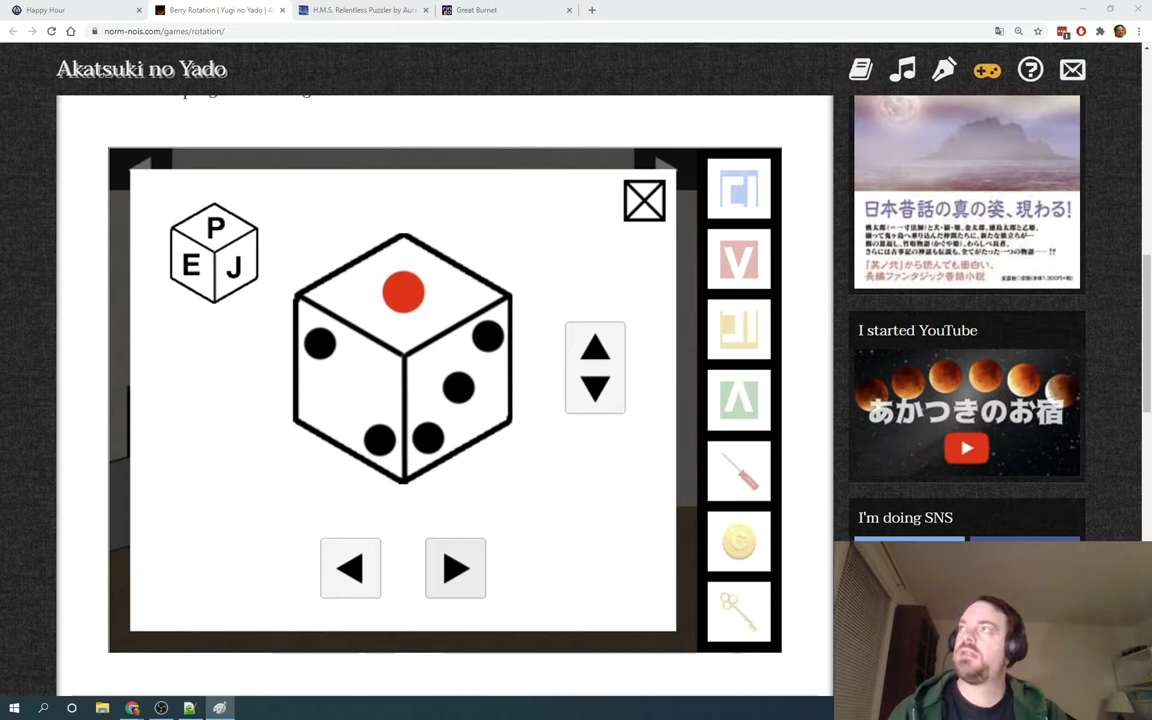 Happy Hour
Berry Rotation | Yugi no Yado | A
H.M.S. Relentless Puzzler by Aur
Great Burnet
norm-nois.com/games/rotation/
Akatsuki no Yado
P
E J
日本昔話の真の姿、現わる!
I started YouTube
あかつきのお宿
I'm doing SNS